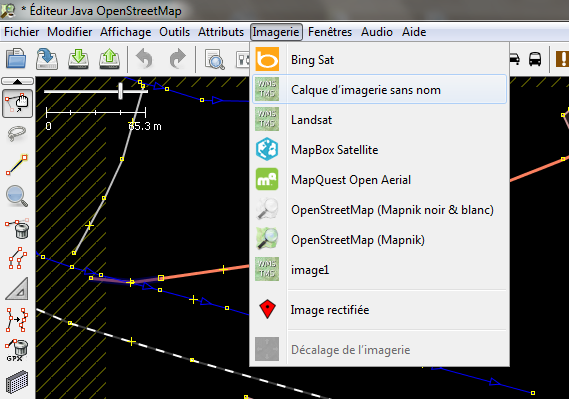 * Éditeur Java OpenStreetMap
Fichier Modifier Affichage Outils Attributs Imagerie Fenêtres Audio Aide
Bing Sat
WMS TMS Calque d'imagerie sans nom
WMS TMS Landsat
MapBox Satellite
MapQuest Open Aerial
OpenStreetMap (Mapnik noir & blanc)
OpenStreetMap (Mapnik)
WMS TMS image1
Image rectifiée
Décalage de l'imagerie
0 65.3 m
GPX